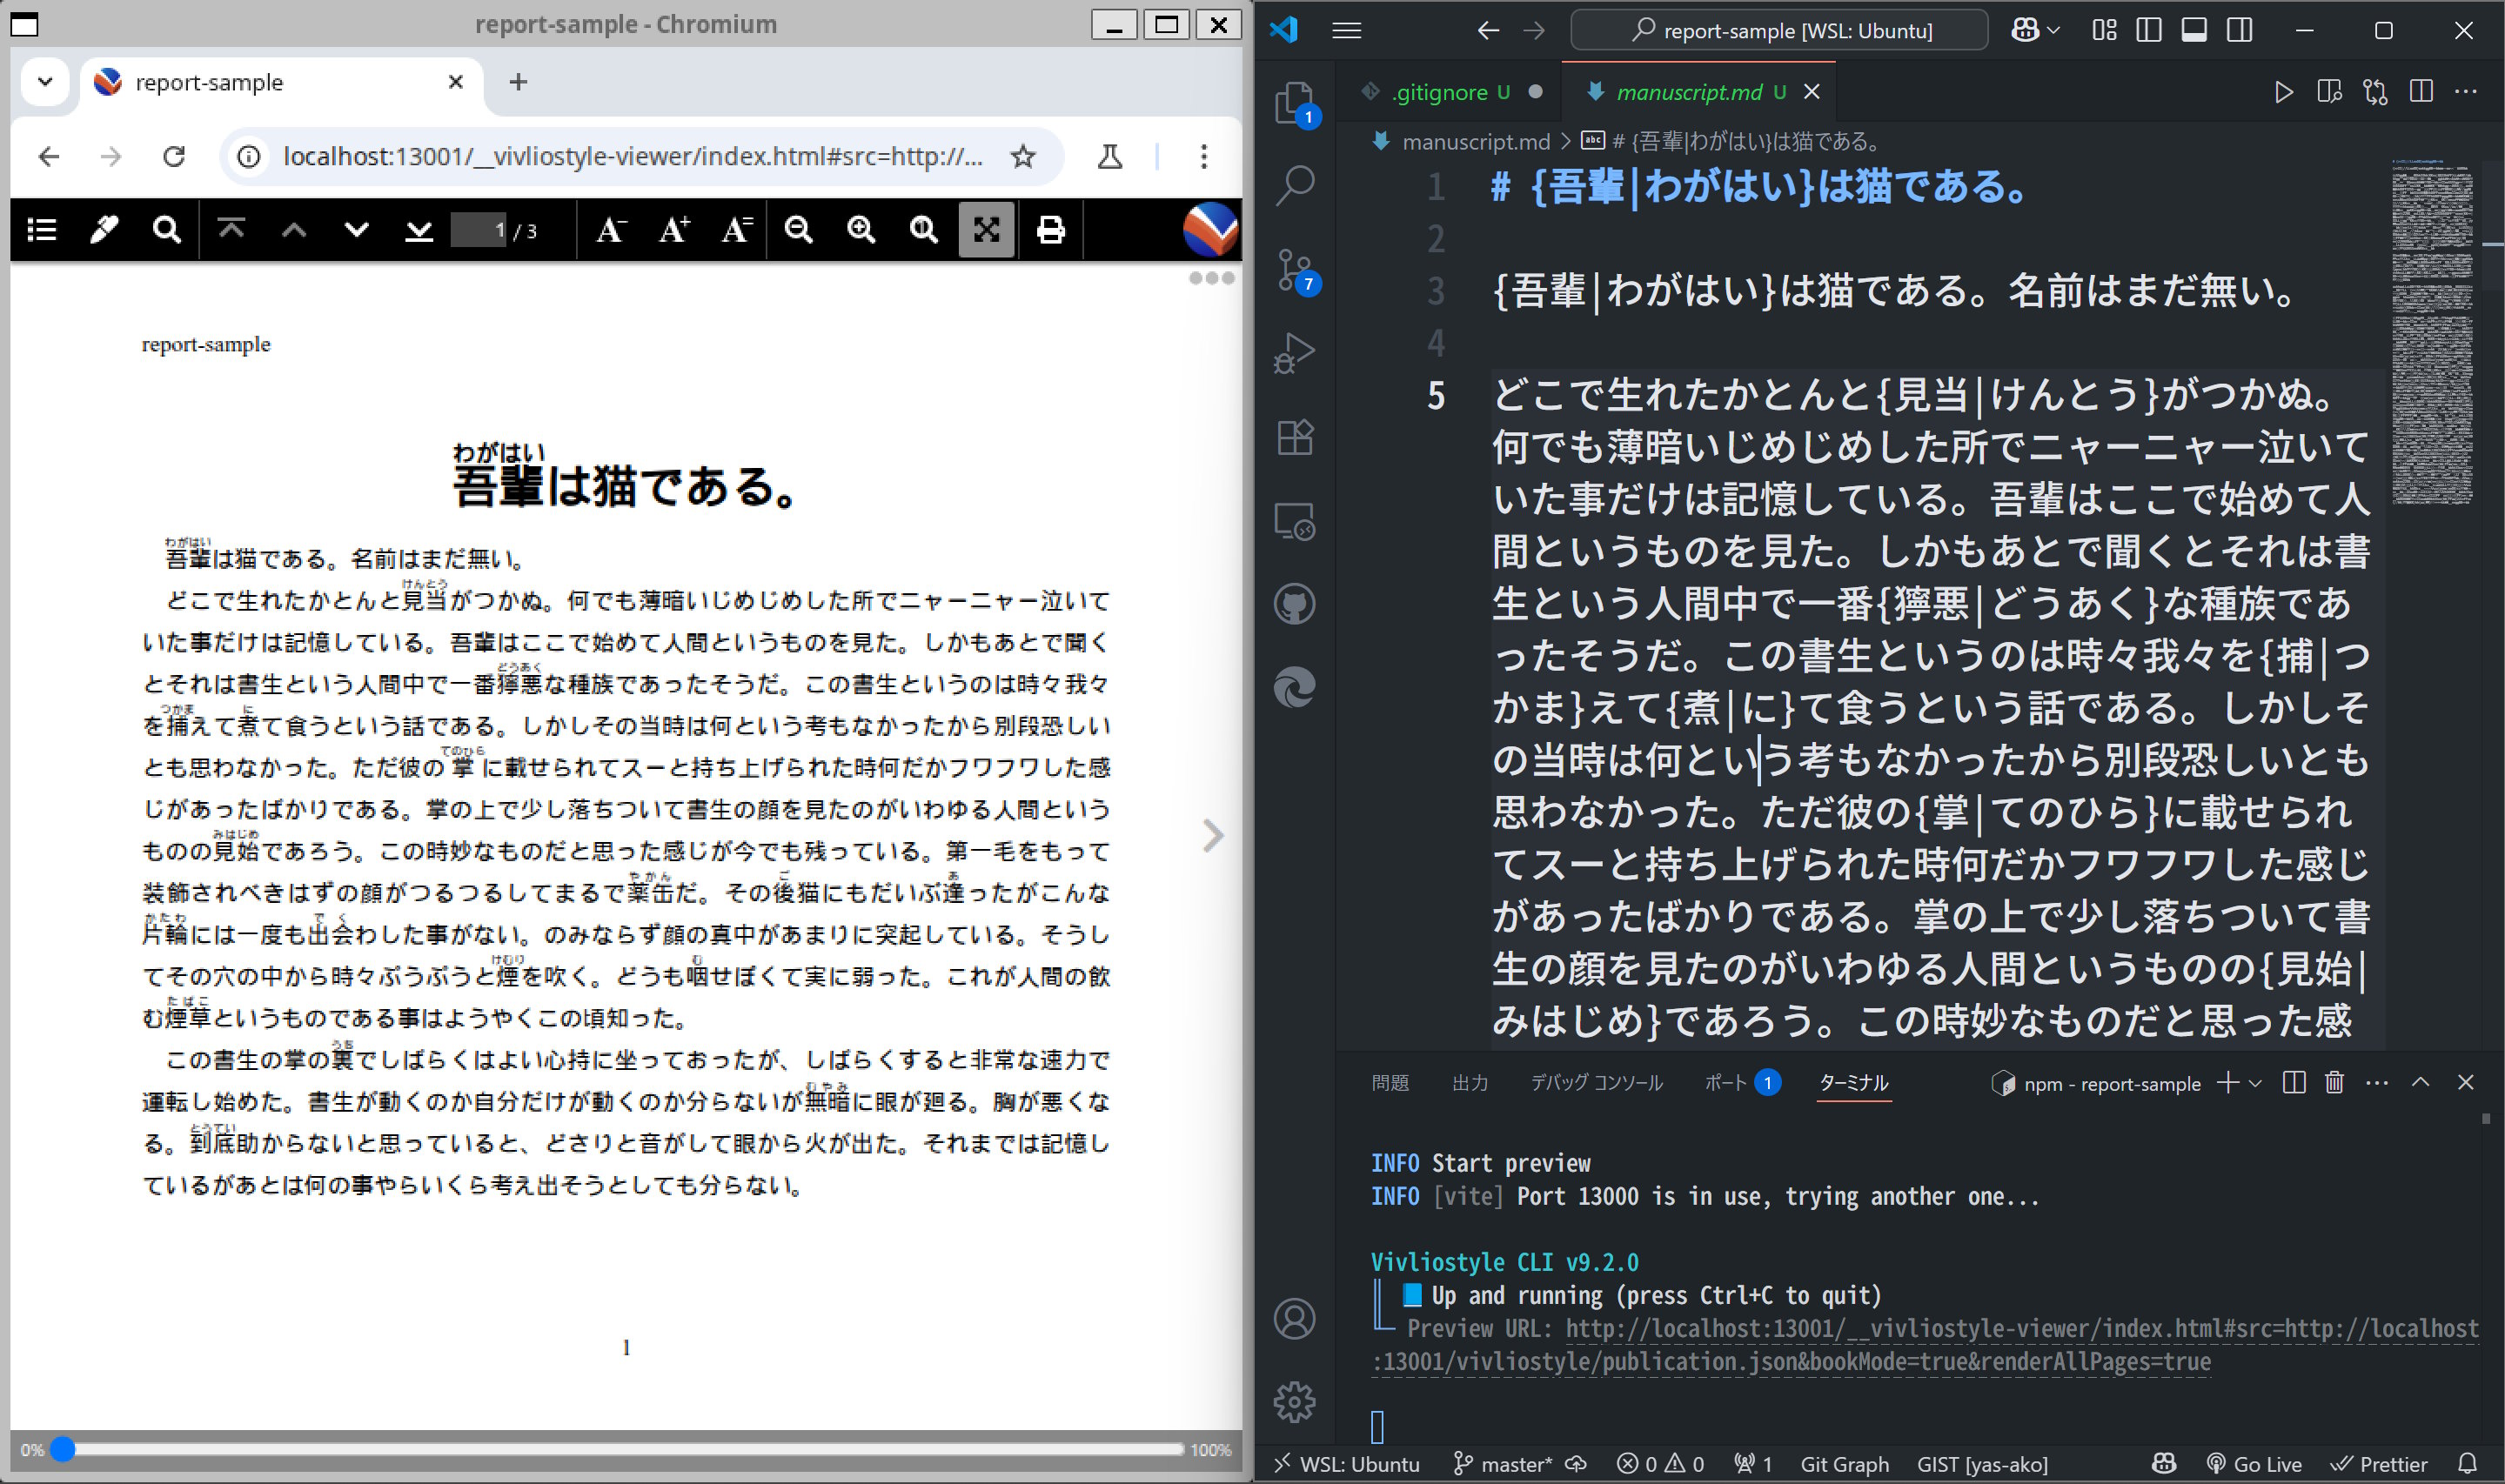 report-sample - Chromium
report-sample
localhost:13001/__vivliostyle-viewer/index.html#src=http://...
1 / 3
A- A+ A=
report-sample
わがはい
吾輩は猫である。
わがはい
吾輩は猫である。名前はまだ無い。
けんとう
どこで生れたかとんと見当がつかぬ。何でも薄暗いじめじめした所でニャーニャー泣いて
いた事だけは記憶している。吾輩はここで始めて人間というものを見た。しかもあとで聞く
どうあく
とそれは書生という人間中で一番獰悪な種族であったそうだ。この書生というのは時々我々
つかま に
を捕えて煮て食うという話である。しかしその当時は何という考もなかったから別段恐しい
てのひら
とも思わなかった。ただ彼の掌に載せられてスーと持ち上げられた時何だかフワフワした感
じがあったばかりである。掌の上で少し落ちついて書生の顔を見たのがいわゆる人間という
みはじめ
ものの見始であろう。この時妙なものだと思った感じが今でも残っている。第一毛をもって
やかん ご あ
装飾されべきはずの顔がつるつるしてまるで薬缶だ。その後猫にもだいぶ逢ったがこんな
かたわ でく
片輪には一度も出会わした事がない。のみならず顔の真中があまりに突起している。そうし
けむり む
てその穴の中から時々ぷうぷうと煙を吹く。どうも咽せぽくて実に弱った。これが人間の飲
たばこ
む煙草というものである事はようやくこの頃知った。
うち
この書生の掌の裏でしばらくはよい心持に坐っておったが、しばらくすると非常な速力で
むやみ
運転し始めた。書生が動くのか自分だけが動くのか分らないが無暗に眼が廻る。胸が悪くな
とうてい
る。到底助からないと思っていると、どさりと音がして眼から火が出た。それまでは記憶し
ているがあとは何の事やらいくら考え出そうとしても分らない。
1
0% 100%
report-sample [WSL: Ubuntu]
.gitignore U
manuscript.md U
manuscript.md > # {吾輩|わがはい}は猫である。
1 # {吾輩|わがはい}は猫である。
2
3 {吾輩|わがはい}は猫である。名前はまだ無い。
4
5 どこで生れたかとんと{見当|けんとう}がつかぬ。
何でも薄暗いじめじめした所でニャーニャー泣いて
いた事だけは記憶している。吾輩はここで始めて人
間というものを見た。しかもあとで聞くとそれは書
生という人間中で一番{獰悪|どうあく}な種族であ
ったそうだ。この書生というのは時々我々を{捕|つ
かま}えて{煮|に}て食うという話である。しかしそ
の当時は何という考もなかったから別段恐しいとも
思わなかった。ただ彼の{掌|てのひら}に載せられ
てスーと持ち上げられた時何だかフワフワした感じ
があったばかりである。掌の上で少し落ちついて書
生の顔を見たのがいわゆる人間というものの{見始|
みはじめ}であろう。この時妙なものだと思った感
1
7
問題 出力 デバッグ コンソール ポート 1 ターミナル
npm - report-sample
INFO Start preview
INFO [vite] Port 13000 is in use, trying another one...
Vivliostyle CLI v9.2.0
Up and running (press Ctrl+C to quit)
Preview URL: http://localhost:13001/__vivliostyle-viewer/index.html#src=http://localhost
:13001/vivliostyle/publication.json&bookMode=true&renderAllPages=true
WSL: Ubuntu master* 0 0 1 Git Graph GIST [yas-ako] Go Live Prettier